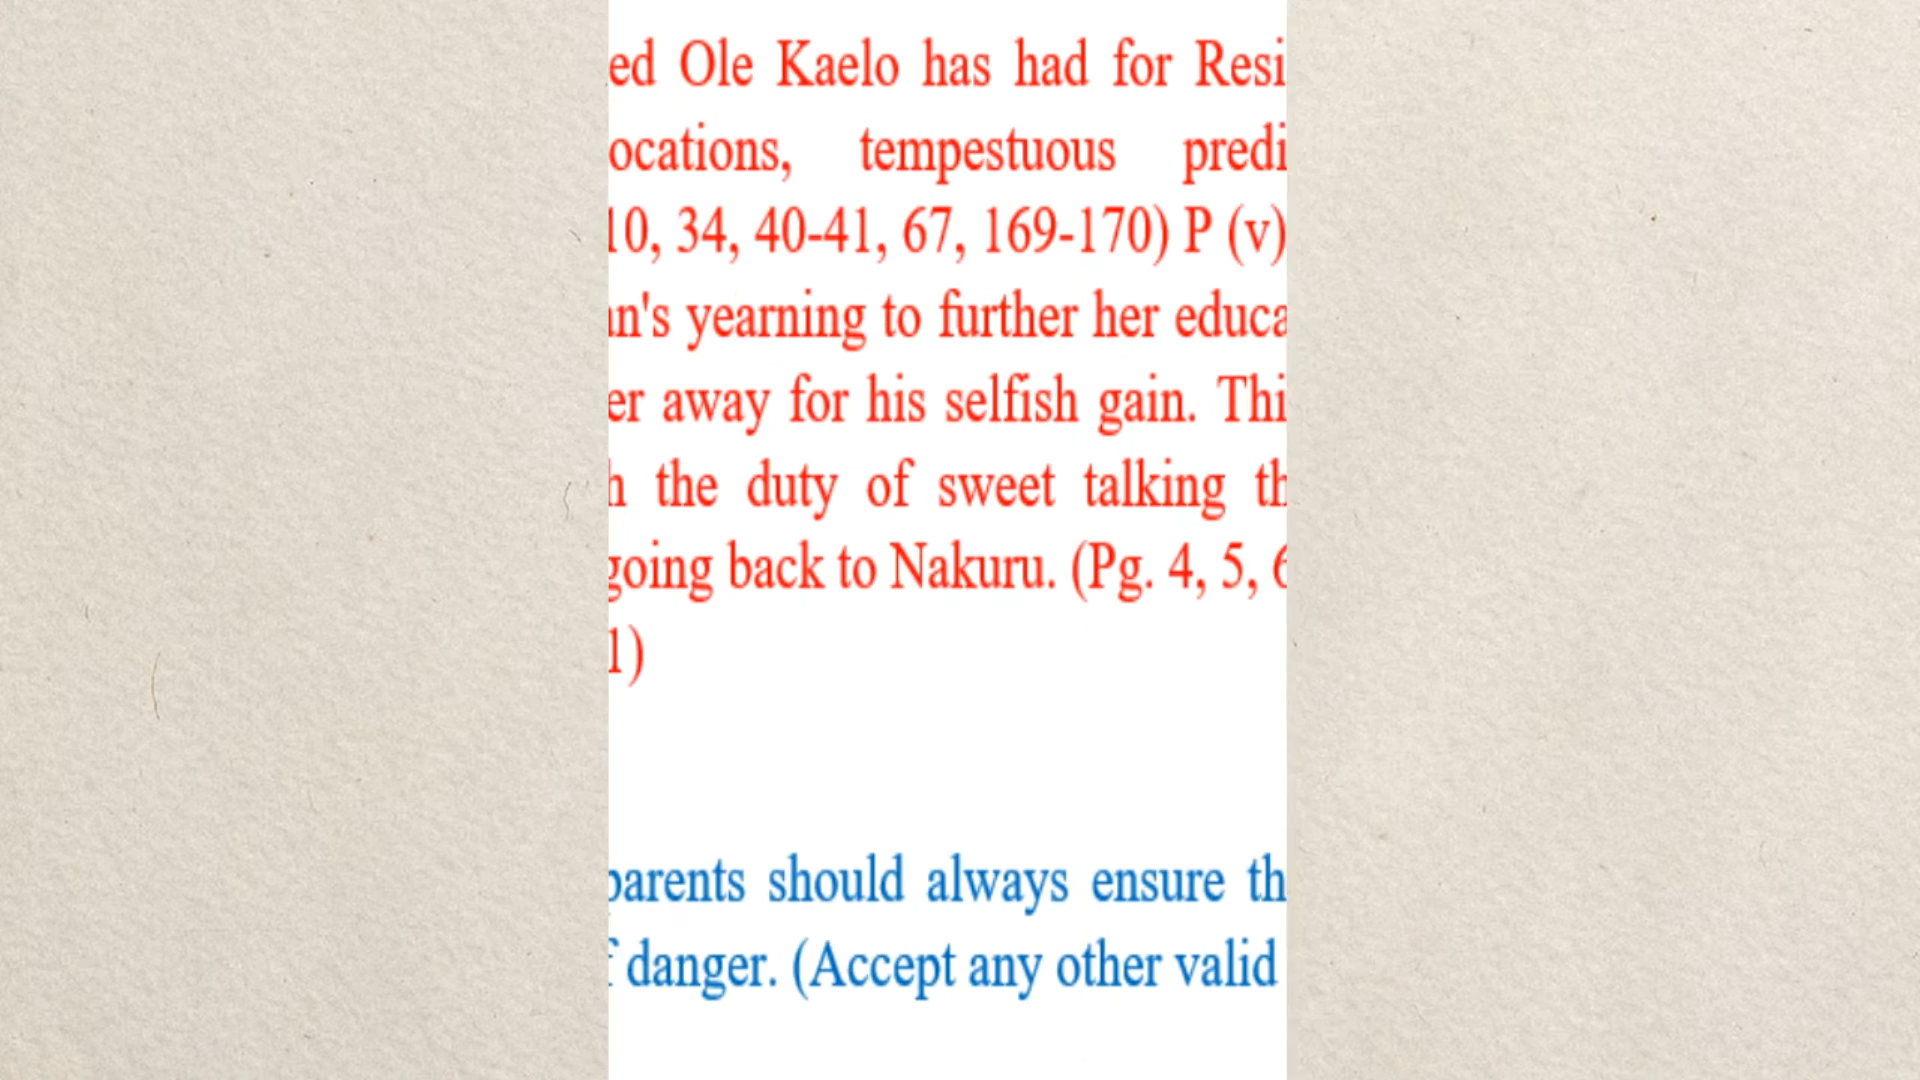 ed Ole Kaelo has had for Resi
ocations, tempestuous predi
10, 34, 40-41, 67, 169-170) P (v)
n's yearning to further her educa
er away for his selfish gain. Thi
h the duty of sweet talking th
going back to Nakuru. (Pg. 4, 5, 6
1)
parents should always ensure th
f danger. (Accept any other valid